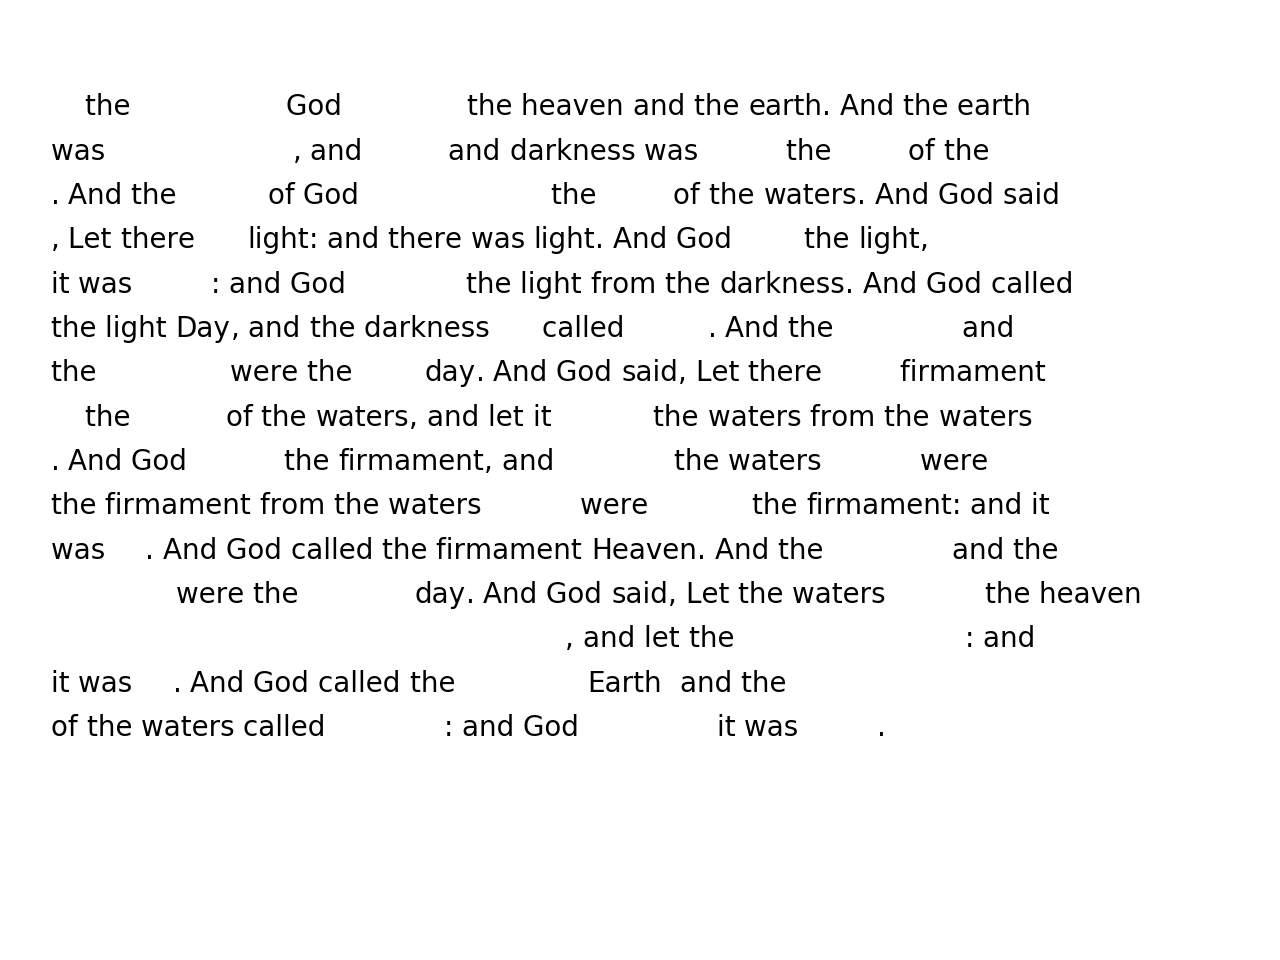 the God the heaven and the earth. And the earth
was , and and darkness was the of the
. And the of God the of the waters. And God said
, Let there light: and there was light. And God the light,
it was : and God the light from the darkness. And God called
the light Day, and the darkness called . And the and
the were the day. And God said, Let there firmament
the of the waters, and let it the waters from the waters
. And God the firmament, and the waters were
the firmament from the waters were the firmament: and it
was . And God called the firmament Heaven. And the and the
were the day. And God said, Let the waters the heaven
, and let the : and
it was . And God called the Earth and the
of the waters called : and God it was .